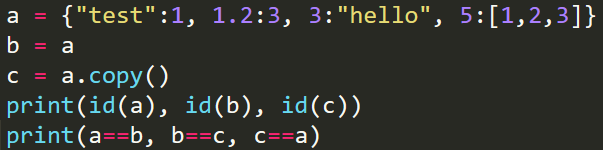 a = {"test":1, 1.2:3, 3:"hello", 5:[1,2,3]}
b = a
c = a.copy()
print(id(a), id(b), id(c))
print(a==b, b==c, c==a)